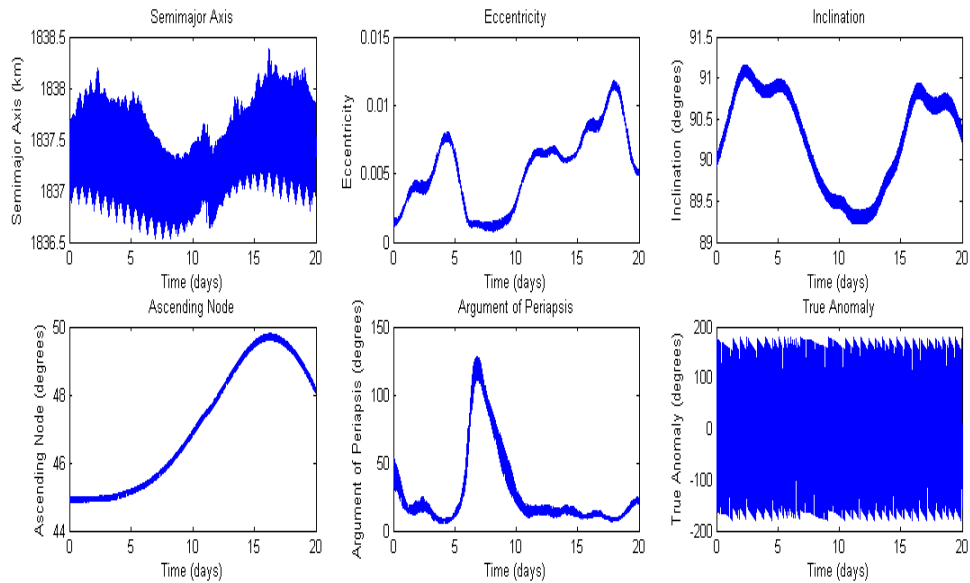 Semimajor Axis
1838.5
1838
1837.5
1837
1836.5
Semimajor Axis (km)
0 5 10 15 20
Time (days)
Eccentricity
0.015
0.01
0.005
0
Eccentricity
0 5 10 15 20
Time (days)
Inclination
91.5
91
90.5
90
89.5
89
Inclination (degrees)
0 5 10 15 20
Time (days)
Ascending Node
50
48
46
44
Ascending Node (degrees)
0 5 10 15 20
Time (days)
Argument of Periapsis
150
100
50
0
Argument of Periapsis (degrees)
0 5 10 15 20
Time (days)
True Anomaly
200
100
0
-100
-200
True Anomaly (degrees)
0 5 10 15 20
Time (days)